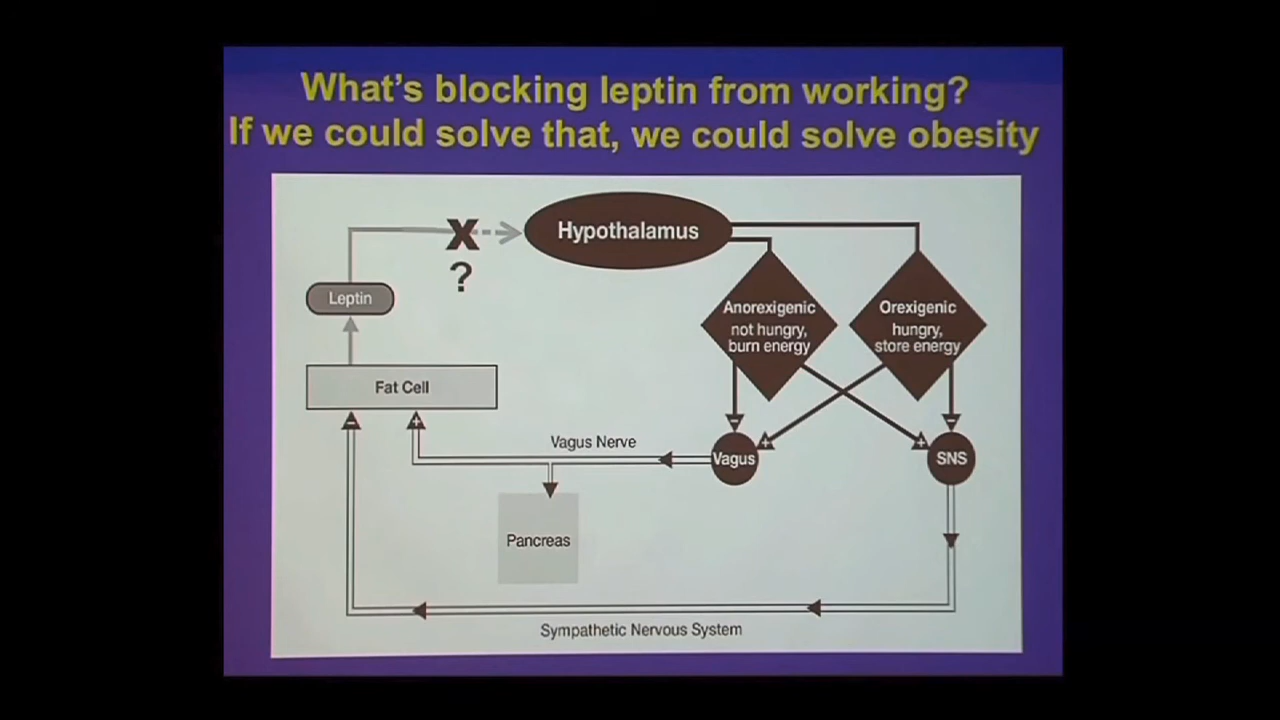 What's blocking leptin from working?
If we could solve that, we could solve obesity
X
?
Hypothalamus
Leptin
Anorexigenic
not hungry,
burn energy
Orexigenic
hungry,
store energy
Fat Cell
-
+
-
+
+
-
Vagus Nerve
Vagus
SNS
Pancreas
Sympathetic Nervous System